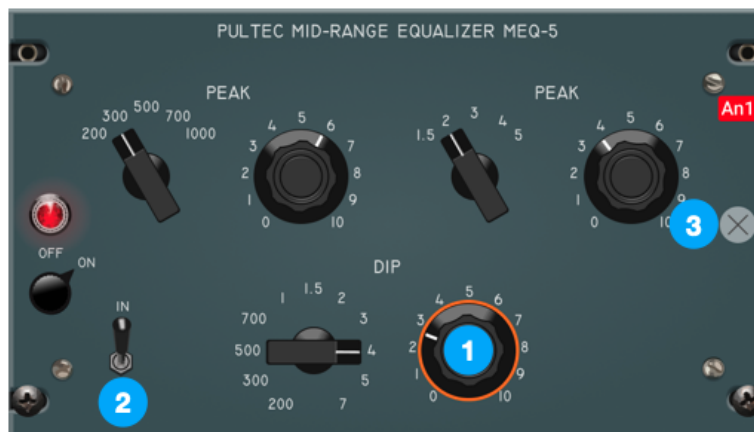 PULTEC MID-RANGE EQUALIZER MEQ-5
PEAK
200 300 500 700 1000
0 1 2 3 4 5 6 7 8 9 10
PEAK
1.5 2 3 4 5
0 1 2 3 4 5 6 7 8 9 10
An1
3
OFF
ON
IN
2
DIP
200 300 500 700 1 1.5 2 3 4 5 7
0 1 2 3 4 5 6 7 8 9 10
1